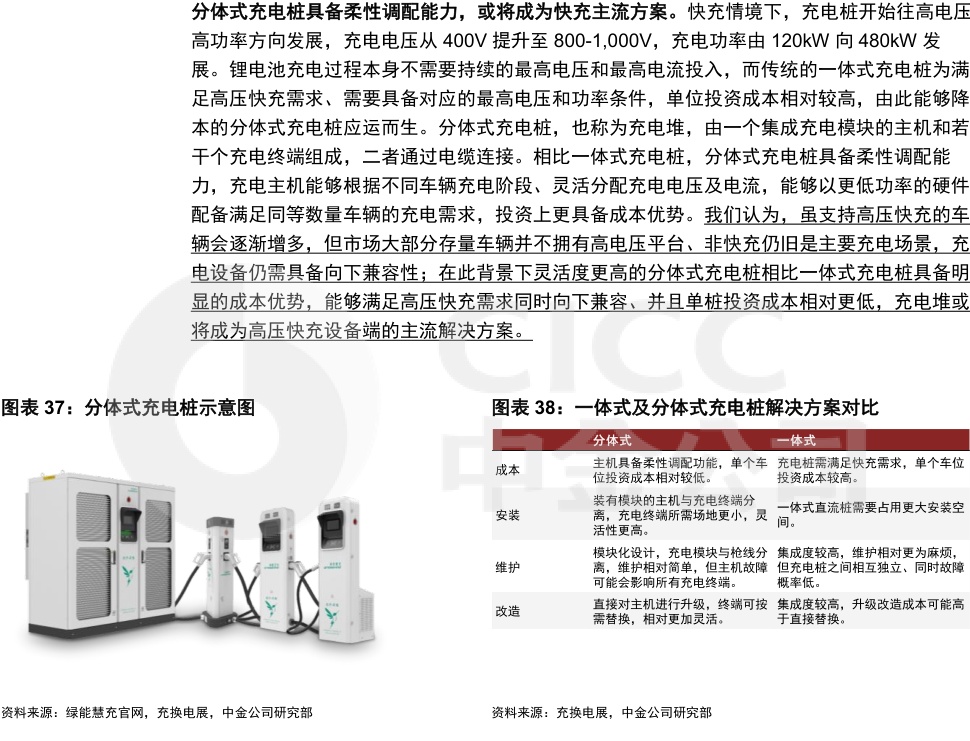 分体式充电桩具备柔性调配能力，或将成为快充主流方案。快充情境下，充电桩开始往高电压
高功率方向发展，充电电压从 400V 提升至 800-1,000V，充电功率由 120kW 向 480kW 发
展。锂电池充电过程本身不需要持续的最高电压和最高电流投入，而传统的一体式充电桩为满
足高压快充需求、需要具备对应的最高电压和功率条件，单位投资成本相对较高，由此能够降
本的分体式充电桩应运而生。分体式充电桩，也称为充电堆，由一个集成充电模块的主机和若
干个充电终端组成，二者通过电缆连接。相比一体式充电桩，分体式充电桩具备柔性调配能
力，充电主机能够根据不同车辆充电阶段、灵活分配充电电压及电流，能够以更低功率的硬件
配备满足同等数量车辆的充电需求，投资上更具备成本优势。我们认为，虽支持高压快充的车
辆会逐渐增多，但市场大部分存量车辆并不拥有高电压平台、非快充仍旧是主要充电场景，充
电设备仍需具备向下兼容性；在此背景下灵活度更高的分体式充电桩相比一体式充电桩具备明
显的成本优势，能够满足高压快充需求同时向下兼容、并且单桩投资成本相对更低，充电堆或
将成为高压快充设备端的主流解决方案。
CICC
中金公司
图表 37：分体式充电桩示意图
图表 38：一体式及分体式充电桩解决方案对比
分体式 一体式
成本 主机具备柔性调配功能，单个车 充电桩需满足快充需求，单个车位
位投资成本相对较低。 投资成本较高。
装有模块的主机与充电终端分
安装 离，充电终端所需场地更小，灵 一体式直流桩需要占用更大安装空
活性更高。 间。
模块化设计，充电模块与枪线分 集成度较高，维护相对更为麻烦，
维护 离，维护相对简单，但主机故障 但充电桩之间相互独立、同时故障
可能会影响所有充电终端。 概率低。
改造 直接对主机进行升级，终端可按 集成度较高，升级改造成本可能高
需替换，相对更加灵活。 于直接替换。
资料来源：绿能慧充官网，充换电展，中金公司研究部
资料来源：充换电展，中金公司研究部